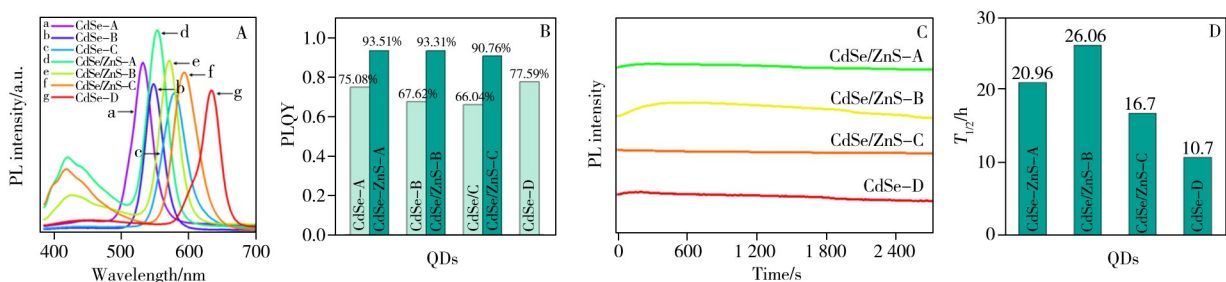 A
a CdSe-A
b CdSe-B
c CdSe-C
d CdSe/ZnS-A
e CdSe/ZnS-B
f CdSe/ZnS-C
g CdSe-D
d
e
f
b
g
a
c
PL intensity/a.u.
400 500 600 700
Wavelength/nm
B
PLQY
1.0
0.8
0.6
0.4
0.2
0.0
75.08%
93.51%
67.62%
93.31%
66.04%
90.76%
77.59%
CdSe-A
CdSe-ZnS-A
CdSe-B
CdSe/ZnS-B
CdSe/C
CdSe/ZnS-C
CdSe-D
QDs
C
PL intensity
CdSe/ZnS-A
CdSe/ZnS-B
CdSe/ZnS-C
CdSe-D
0 600 1 200 1 800 2 400
Time/s
D
T1/2/h
30
20
10
0
20.96
26.06
16.7
10.7
CdSe-ZnS-A
CdSe/ZnS-B
CdSe/ZnS-C
CdSe-D
QDs